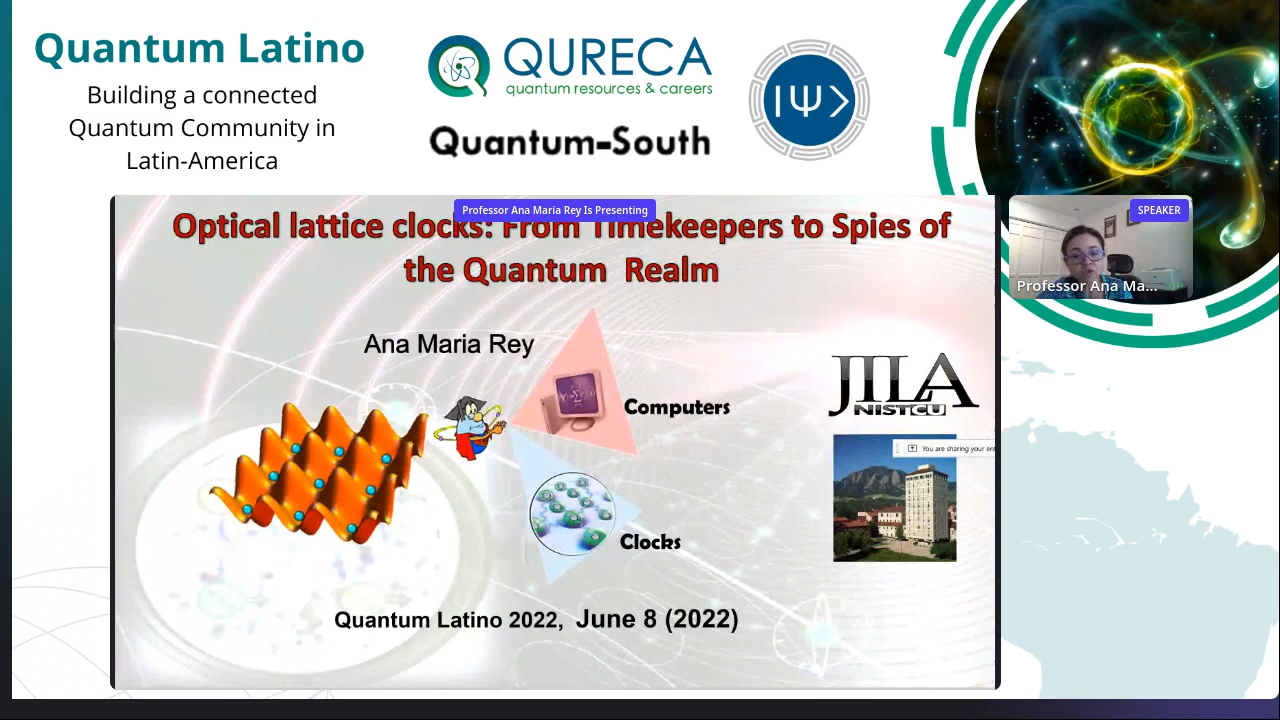 Quantum Latino
Building a connected
Quantum Community in
Latin-America
QURECA
quantum resources & careers
Quantum-South
|Ψ>
Professor Ana María Rey Is Presenting
Optical lattice clocks: From Timekeepers to Spies of
the Quantum Realm
SPEAKER
Professor Ana Ma...
Ana Maria Rey
Computers
JILA
NIST CU
You are sharing your ent
Clocks
Quantum Latino 2022, June 8 (2022)